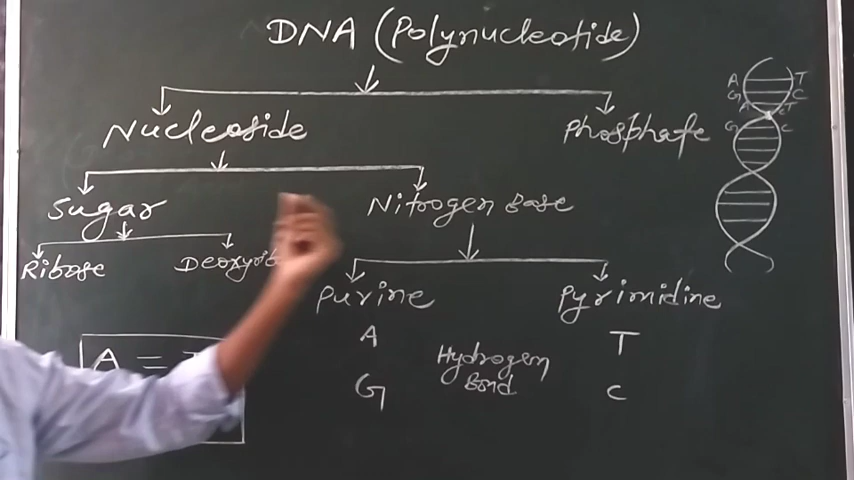 DNA (Polynucleotide)
Nucleoside
Phosphate
Sugar
Nitrogen Base
Ribose
Purine
Pyrimidine
A
T
Hydrogen
Bond
G
C
A =
A T
G C
A T
G C